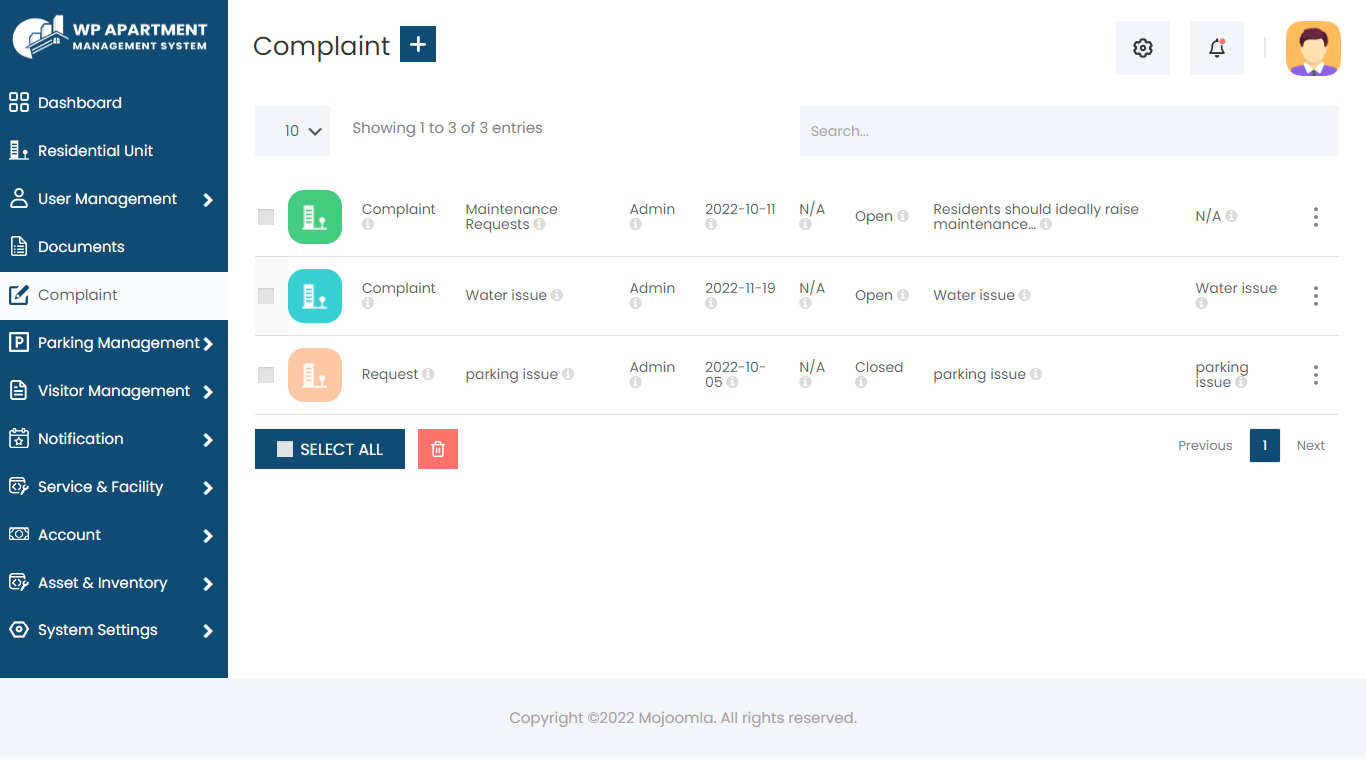 WP APARTMENT
MANAGEMENT SYSTEM
Dashboard
Residential Unit
User Management
Documents
Complaint
Parking Management
Visitor Management
Notification
Service & Facility
Account
Asset & Inventory
System Settings
Complaint
10
Showing 1 to 3 of 3 entries
Search...
Complaint
Maintenance
Requests
Admin
2022-10-11
N/A
Open
Residents should ideally raise
maintenance...
N/A
Complaint
Water issue
Admin
2022-11-19
N/A
Open
Water issue
Water issue
Request
parking issue
Admin
2022-10-
05
N/A
Closed
parking issue
parking
issue
SELECT ALL
Previous
1
Next
Copyright ©2022 Mojoomla. All rights reserved.